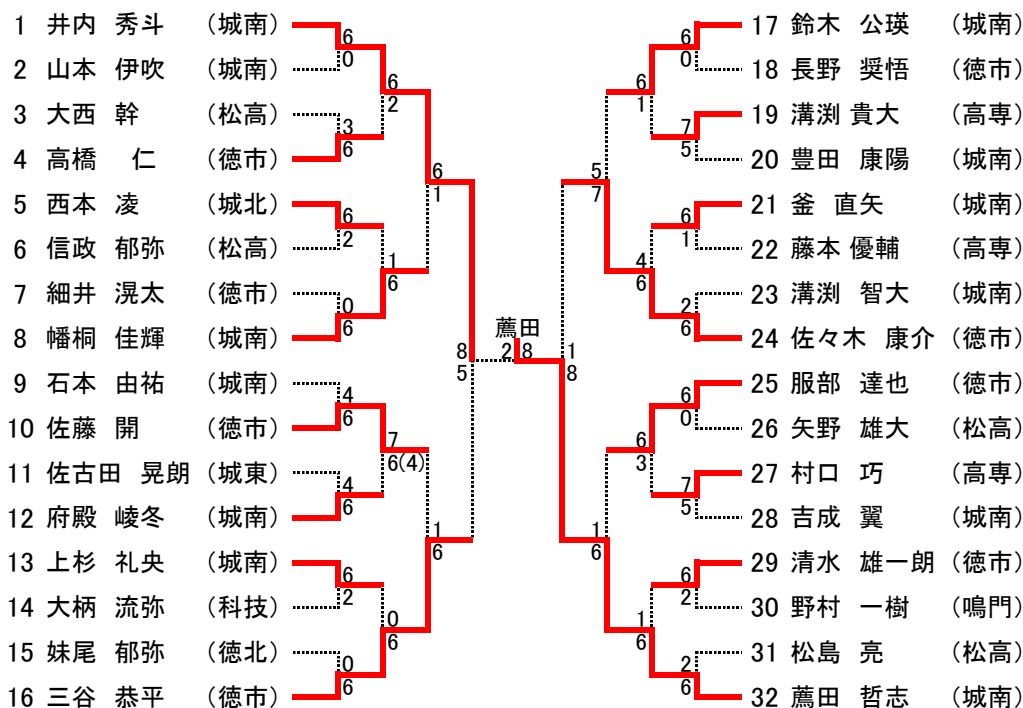 1 井内 秀斗 （城南）
2 山本 伊吹 （城南）
3 大西 幹 （松高）
4 高橋 仁 （徳市）
5 西本 凌 （城北）
6 信政 郁弥 （松高）
7 細井 滉太 （徳市）
8 幡桐 佳輝 （城南）
9 石本 由祐 （城南）
10 佐藤 開 （徳市）
11 佐古田 晃朗 （城東）
12 府殿 崚冬 （城南）
13 上杉 礼央 （城南）
14 大柄 流弥 （科技）
15 妹尾 郁弥 （徳北）
16 三谷 恭平 （徳市）
6
0
3
6
6
2
0
6
4
6
4
6
6
2
0
6
6
2
1
6
7
6(4)
0
6
6
1
1
6
8
5
薦田
2 8
1
8
5
7
1
6
6
1
4
6
6
3
1
6
6
0
7
5
6
1
2
6
6
0
7
5
6
2
2
6
17 鈴木 公瑛 （城南）
18 長野 奨悟 （徳市）
19 溝渕 貴大 （高専）
20 豊田 康陽 （城南）
21 釜 直矢 （城南）
22 藤本 優輔 （高専）
23 溝渕 智大 （城南）
24 佐々木 康介 （徳市）
25 服部 達也 （徳市）
26 矢野 雄大 （松高）
27 村口 巧 （高専）
28 吉成 翼 （城南）
29 清水 雄一朗 （徳市）
30 野村 一樹 （鳴門）
31 松島 亮 （松高）
32 薦田 哲志 （城南）